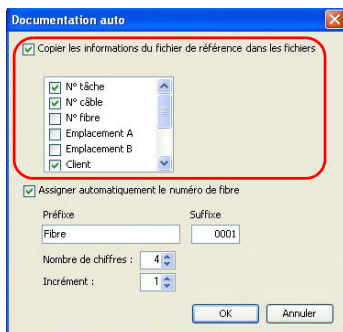 Documentation auto
Copier les informations du fichier de référence dans les fichiers
N° tâche
N° câble
N° fibre
Emplacement A
Emplacement B
Client
Assigner automatiquement le numéro de fibre
Préfixe Suffixe
Fibre 0001
Nombre de chiffres : 4
Incrément : 1
OK Annuler